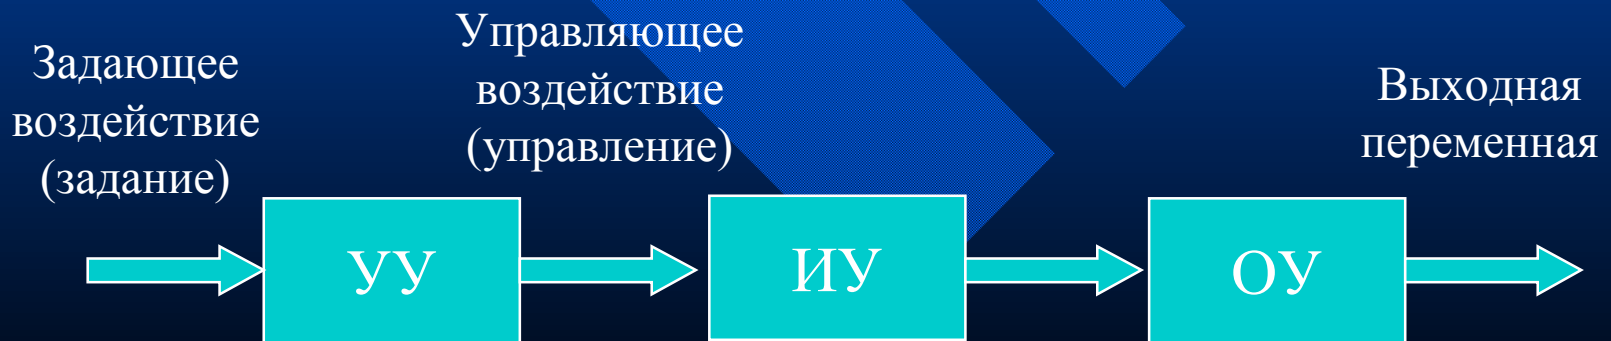 Задающее
воздействие
(задание)
Управляющее
воздействие
(управление)
Выходная
переменная
УУ
ИУ
ОУ